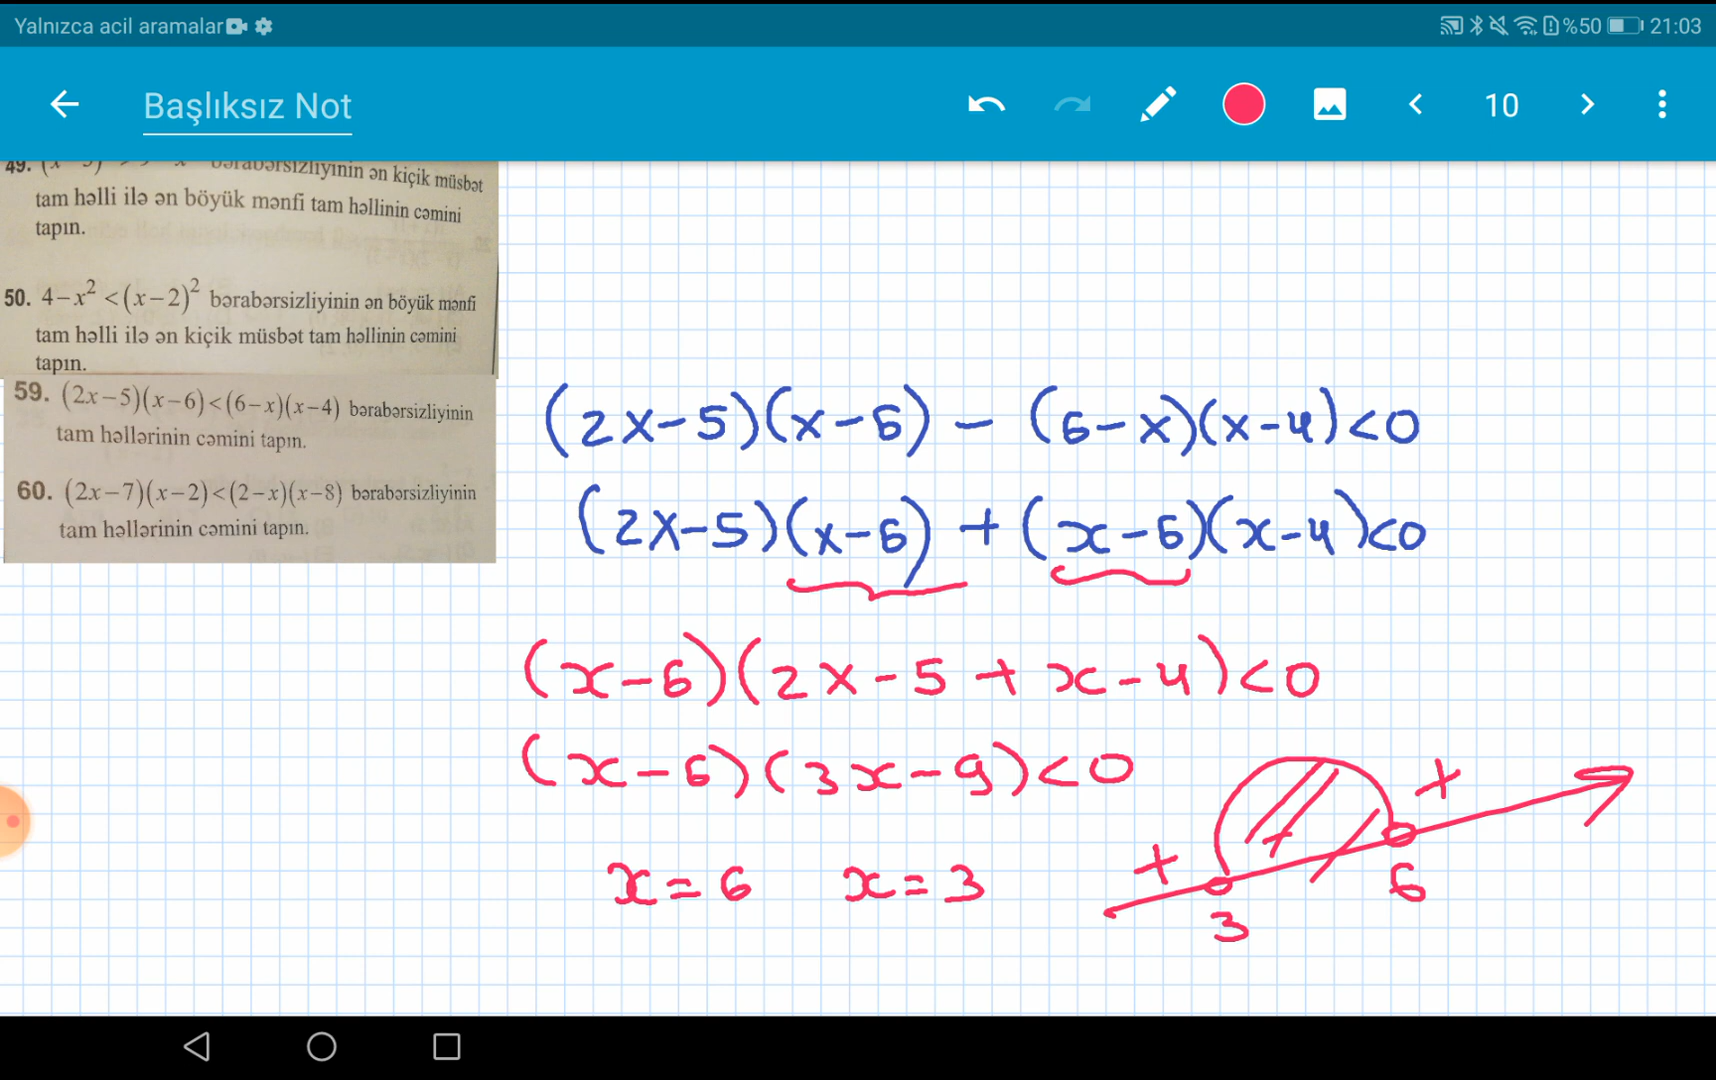 Yalnızca acil aramalar
%50 21:03
Başlıksız Not
10
49. bərabərsizliyinin ən kiçik müsbət
tam həlli ilə ən böyük mənfi tam həllinin cəmini
tapın.
50. 4−x² <(x−2)² bərabərsizliyinin ən böyük mənfi
tam həlli ilə ən kiçik müsbət tam həllinin cəmini
tapın.
59. (2x−5)(x−6)<(6−x)(x−4) bərabərsizliyinin
tam həllərinin cəmini tapın.
60. (2x−7)(x−2)<(2−x)(x−8) bərabərsizliyinin
tam həllərinin cəmini tapın.
(2x−5)(x−6) − (6−x)(x−4)<0
(2x−5)(x−6) + (x−6)(x−4)<0
(x−6)(2x−5+x−4)<0
(x−6)(3x−9)<0
x=6 x=3
+ − +
3 6